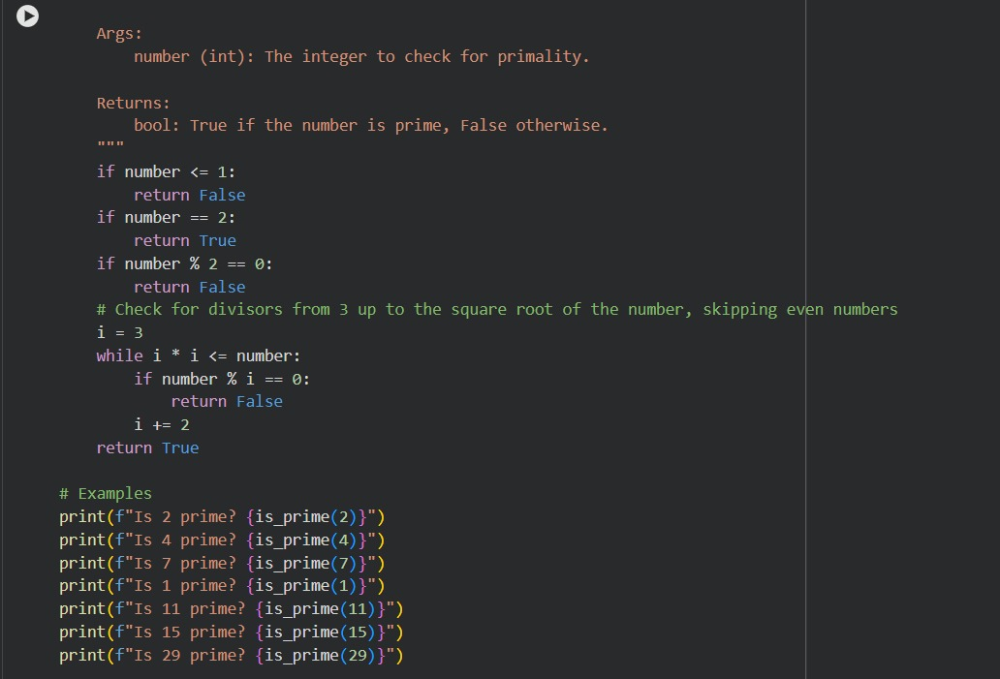 Args:
        number (int): The integer to check for primality.

    Returns:
        bool: True if the number is prime, False otherwise.
    """
    if number <= 1:
        return False
    if number == 2:
        return True
    if number % 2 == 0:
        return False
    # Check for divisors from 3 up to the square root of the number, skipping even numbers
    i = 3
    while i * i <= number:
        if number % i == 0:
            return False
        i += 2
    return True

# Examples
print(f"Is 2 prime? {is_prime(2)}")
print(f"Is 4 prime? {is_prime(4)}")
print(f"Is 7 prime? {is_prime(7)}")
print(f"Is 1 prime? {is_prime(1)}")
print(f"Is 11 prime? {is_prime(11)}")
print(f"Is 15 prime? {is_prime(15)}")
print(f"Is 29 prime? {is_prime(29)}")